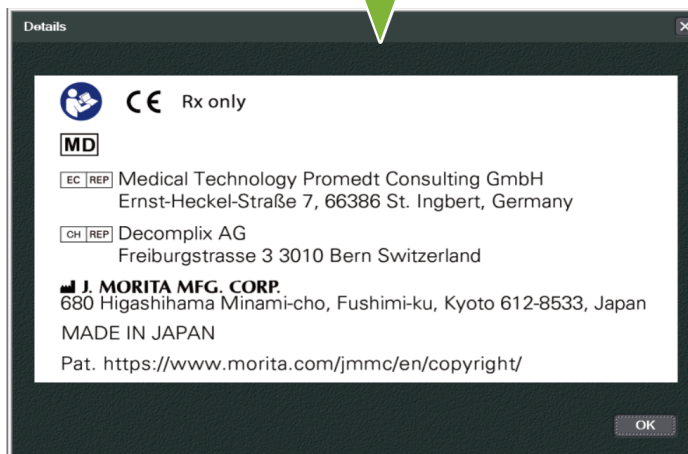 Details
CE Rx only
MD
EC REP Medical Technology Promedt Consulting GmbH
Ernst-Heckel-Straße 7, 66386 St. Ingbert, Germany
CH REP Decomplix AG
Freiburgstrasse 3 3010 Bern Switzerland
J. MORITA MFG. CORP.
680 Higashihama Minami-cho, Fushimi-ku, Kyoto 612-8533, Japan
MADE IN JAPAN
Pat. https://www.morita.com/jmmc/en/copyright/
OK